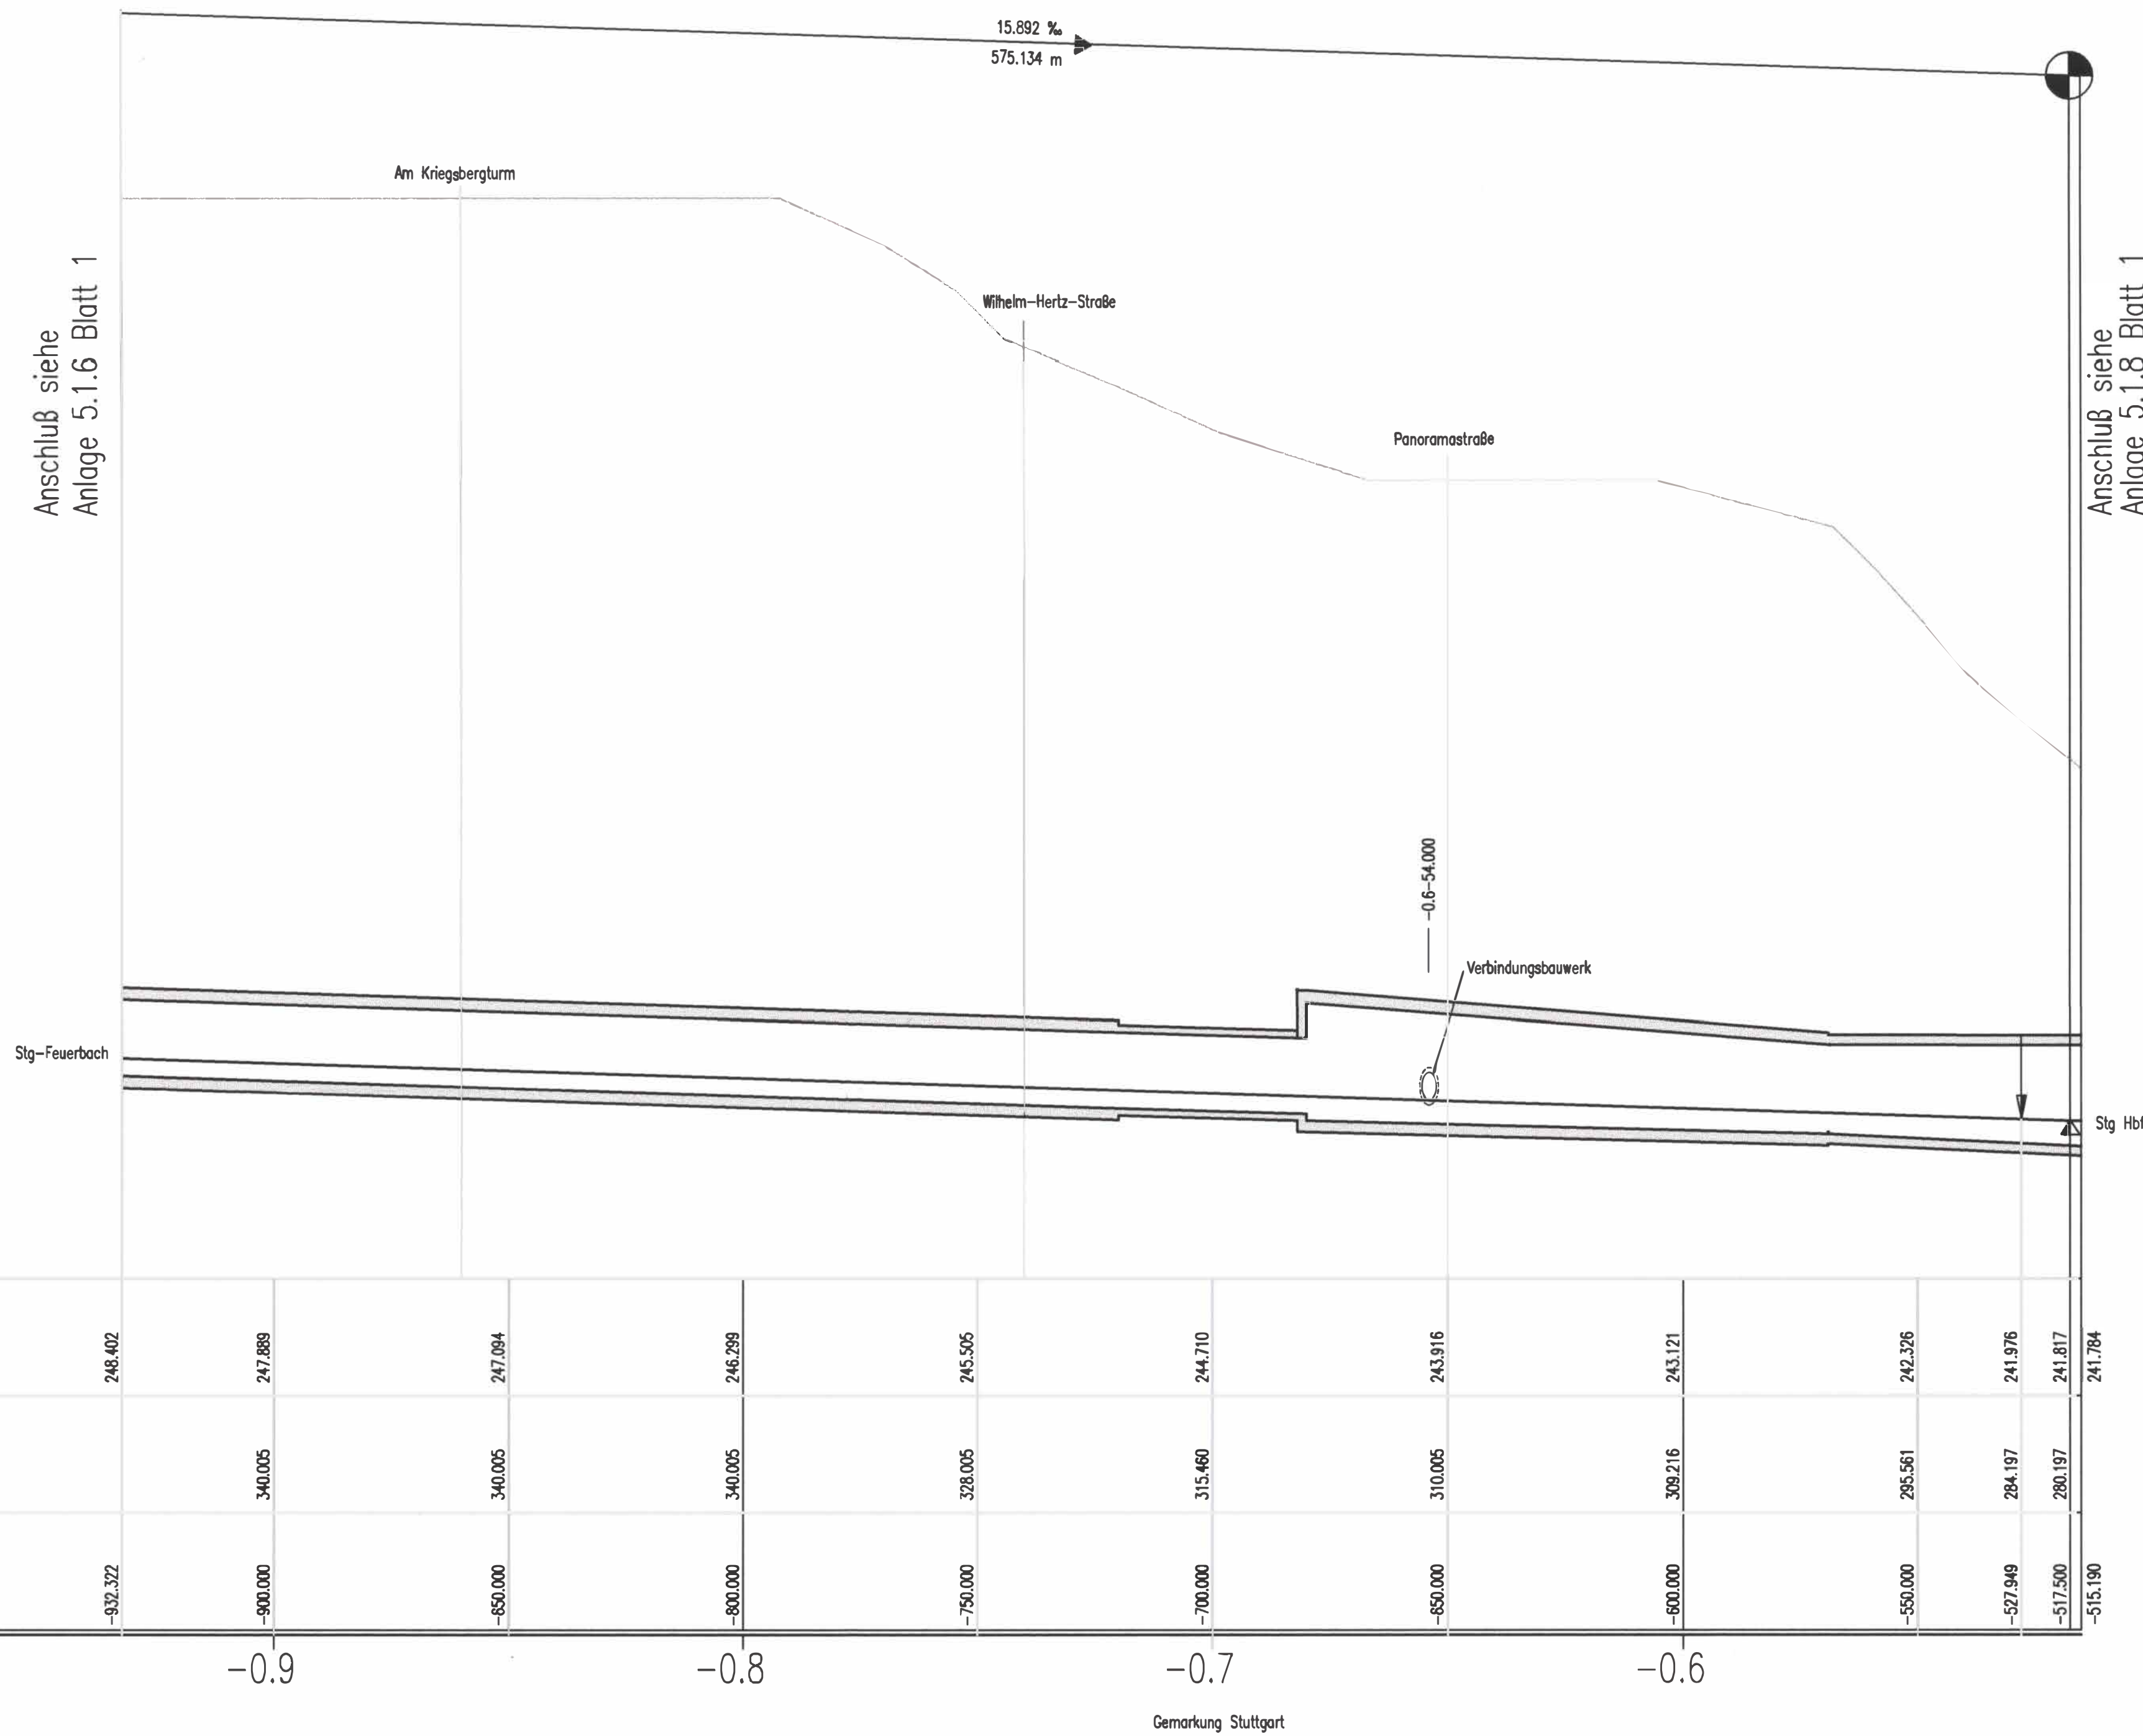 15.892 ‰
575.134 m
Am Kriegsbergturm
Wilhelm-Hertz-Straße
Panoramastraße
Anschluß siehe
Anlage 5.1.6 Blatt 1
Anschluß siehe
Anlage 5.1.8 Blatt 1
-0.6-54.000
Verbindungsbauwerk
Stg-Feuerbach
Stg Hbf
248.402 247.889 247.094 246.299 245.505 244.710 243.916 243.121 242.326 241.976 241.817 241.784
340.005 340.005 340.005 328.005 315.460 310.005 309.216 295.561 284.197 280.197
-932.322 -900.000 -850.000 -800.000 -750.000 -700.000 -650.000 -600.000 -550.000 -527.949 -517.500 -515.190
-0.9 -0.8 -0.7 -0.6
Gemarkung Stuttgart